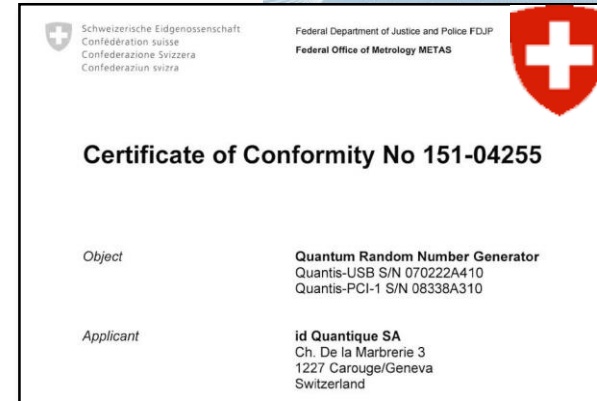 Schweizerische Eidgenossenschaft
Confédération suisse
Confederazione Svizzera
Confederaziun svizra
Federal Department of Justice and Police FDJP
Federal Office of Metrology METAS
Certificate of Conformity No 151-04255
Object
Quantum Random Number Generator
Quantis-USB S/N 070222A410
Quantis-PCI-1 S/N 08338A310
Applicant
id Quantique SA
Ch. De la Marbrerie 3
1227 Carouge/Geneva
Switzerland